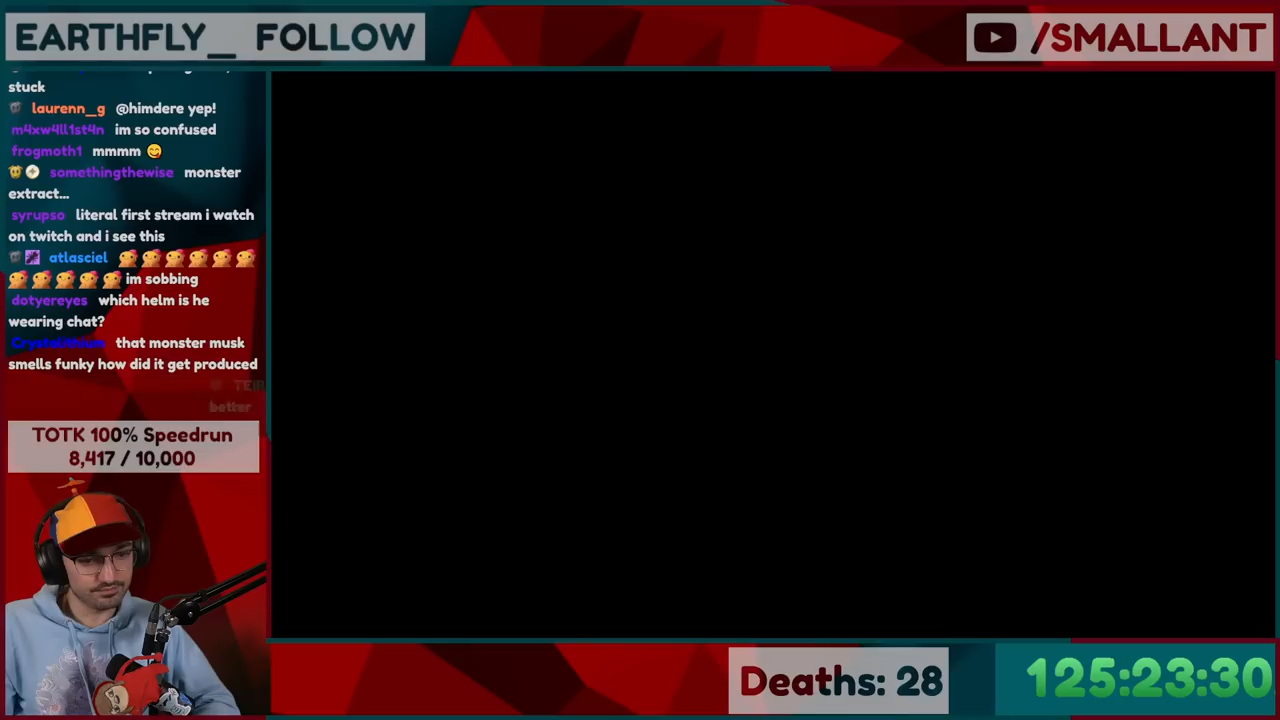 EARTHFLY__ FOLLOW
/SMALLANT
stuck
laurenn_g @himdere yep!
m4xw4ll1st4n im so confused
frogmoth1 mmmm
somethingthewise monster
extract...
syrupso literal first stream i watch
on twitch and i see this
atlasciel
im sobbing
dotyereyes which helm is he
wearing chat?
Crystalithium that monster musk
smells funky how did it get produced
TOTK 100% Speedrun
8,417 / 10,000
Deaths: 28
125:23:30